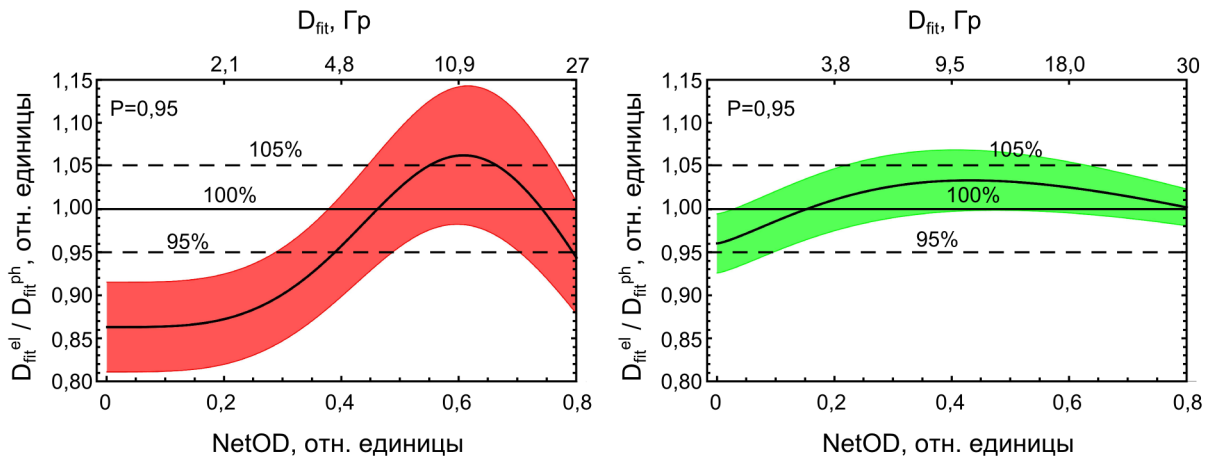 D_fit, Гр
2,1 4,8 10,9 27
1,15
1,10
1,05
1,00
0,95
0,90
0,85
0,80
D_fit^el / D_fit^ph, отн. единицы
P=0,95
105%
100%
95%
0 0,2 0,4 0,6 0,8
NetOD, отн. единицы
D_fit, Гр
3,8 9,5 18,0 30
1,15
1,10
1,05
1,00
0,95
0,90
0,85
0,80
D_fit^el / D_fit^ph, отн. единицы
P=0,95
105%
100%
95%
0 0,2 0,4 0,6 0,8
NetOD, отн. единицы